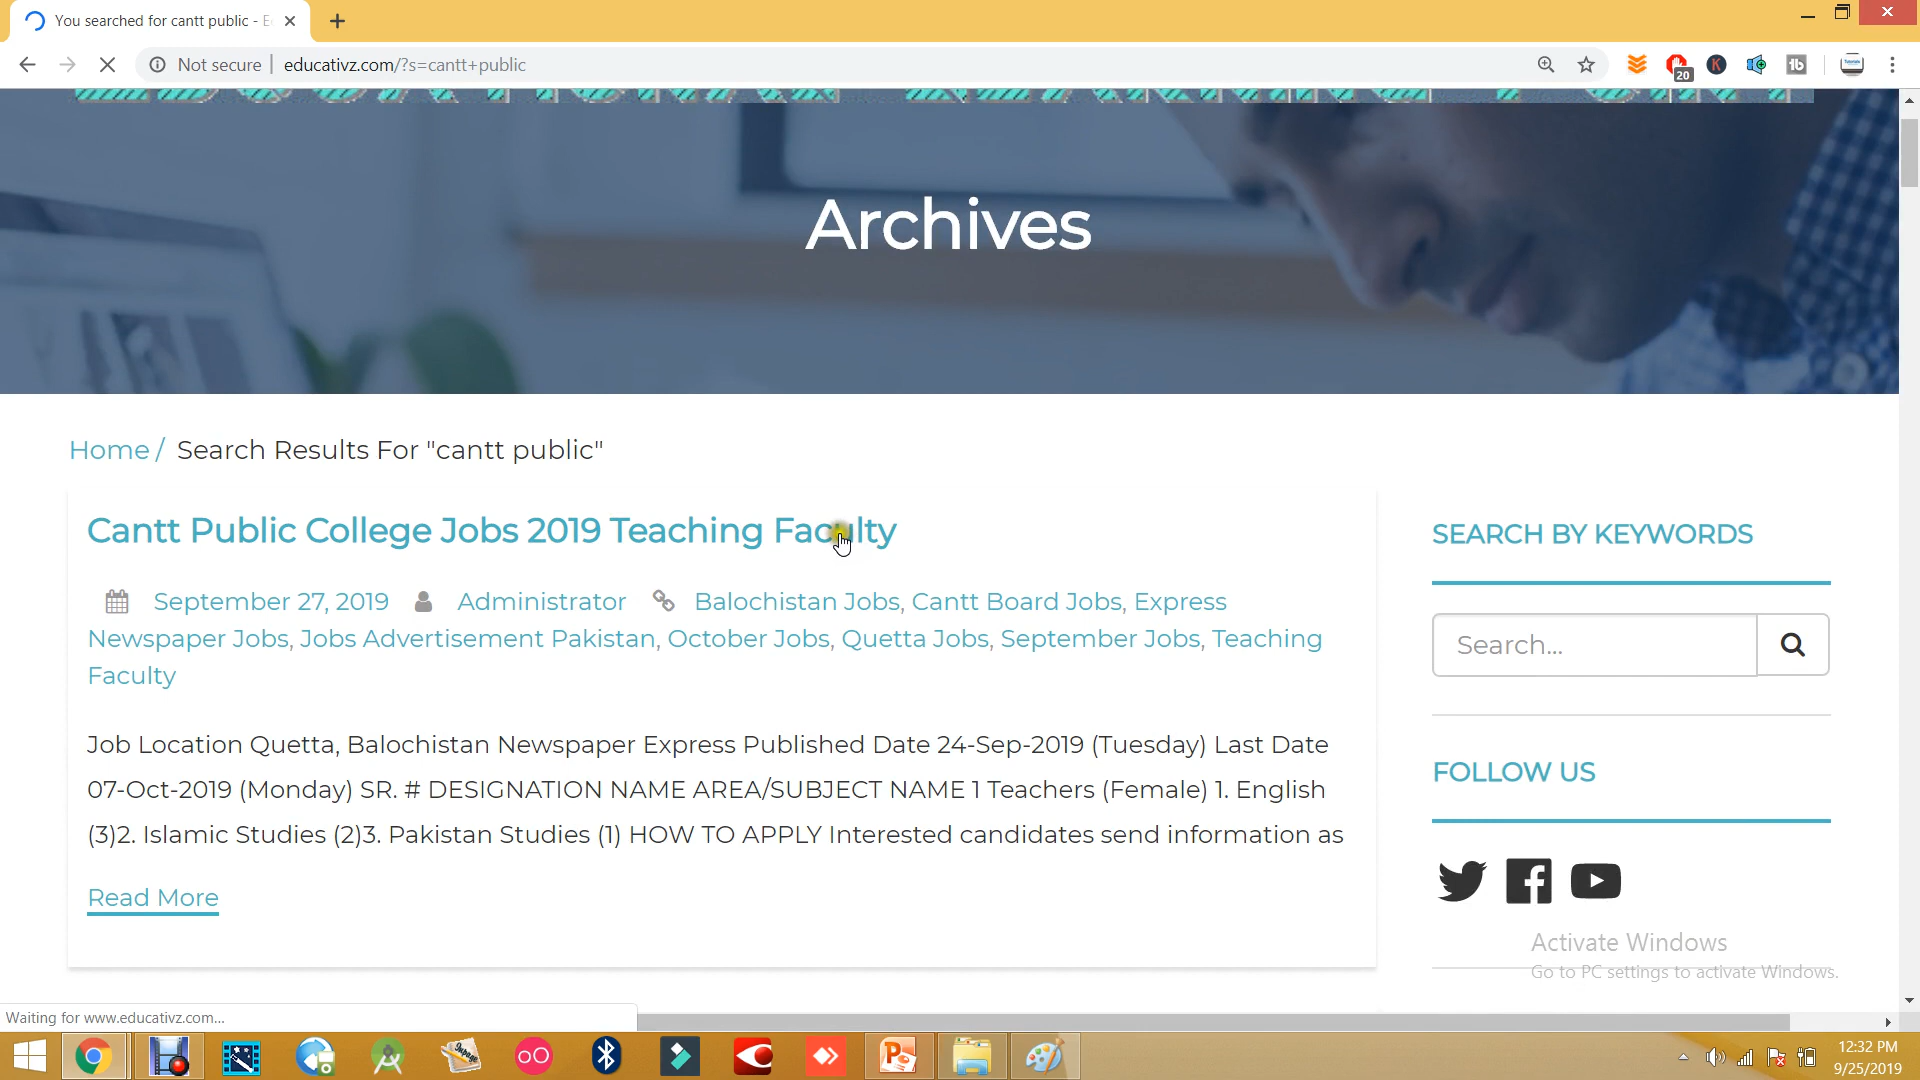 You searched for cantt public - E
Not secure
educativz.com/?s=cantt+public
20
K
tb
Archives
Home / Search Results For "cantt public"
Cantt Public College Jobs 2019 Teaching Faculty
September 27, 2019 Administrator Balochistan Jobs, Cantt Board Jobs, Express
Newspaper Jobs, Jobs Advertisement Pakistan, October Jobs, Quetta Jobs, September Jobs, Teaching
Faculty
Job Location Quetta, Balochistan Newspaper Express Published Date 24-Sep-2019 (Tuesday) Last Date
07-Oct-2019 (Monday) SR. # DESIGNATION NAME AREA/SUBJECT NAME 1 Teachers (Female) 1. English
(3)2. Islamic Studies (2)3. Pakistan Studies (1) HOW TO APPLY Interested candidates send information as
Read More
SEARCH BY KEYWORDS
Search...
FOLLOW US
Activate Windows
Go to PC settings to activate Windows.
Waiting for www.educativz.com...
Inpage
12:32 PM
9/25/2019